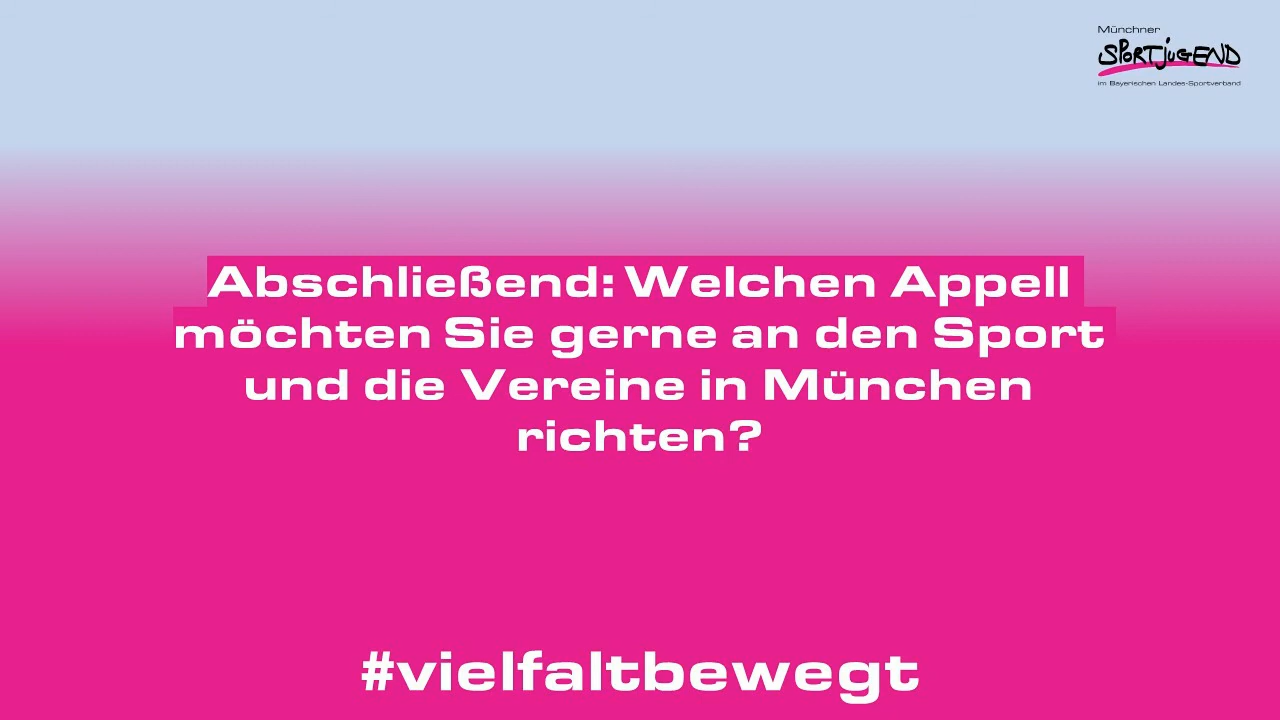 Münchner
SPORTJUGEND
im Bayerischen Landes-Sportverband
Abschließend: Welchen Appell
möchten Sie gerne an den Sport
und die Vereine in München
richten?
#vielfaltbewegt